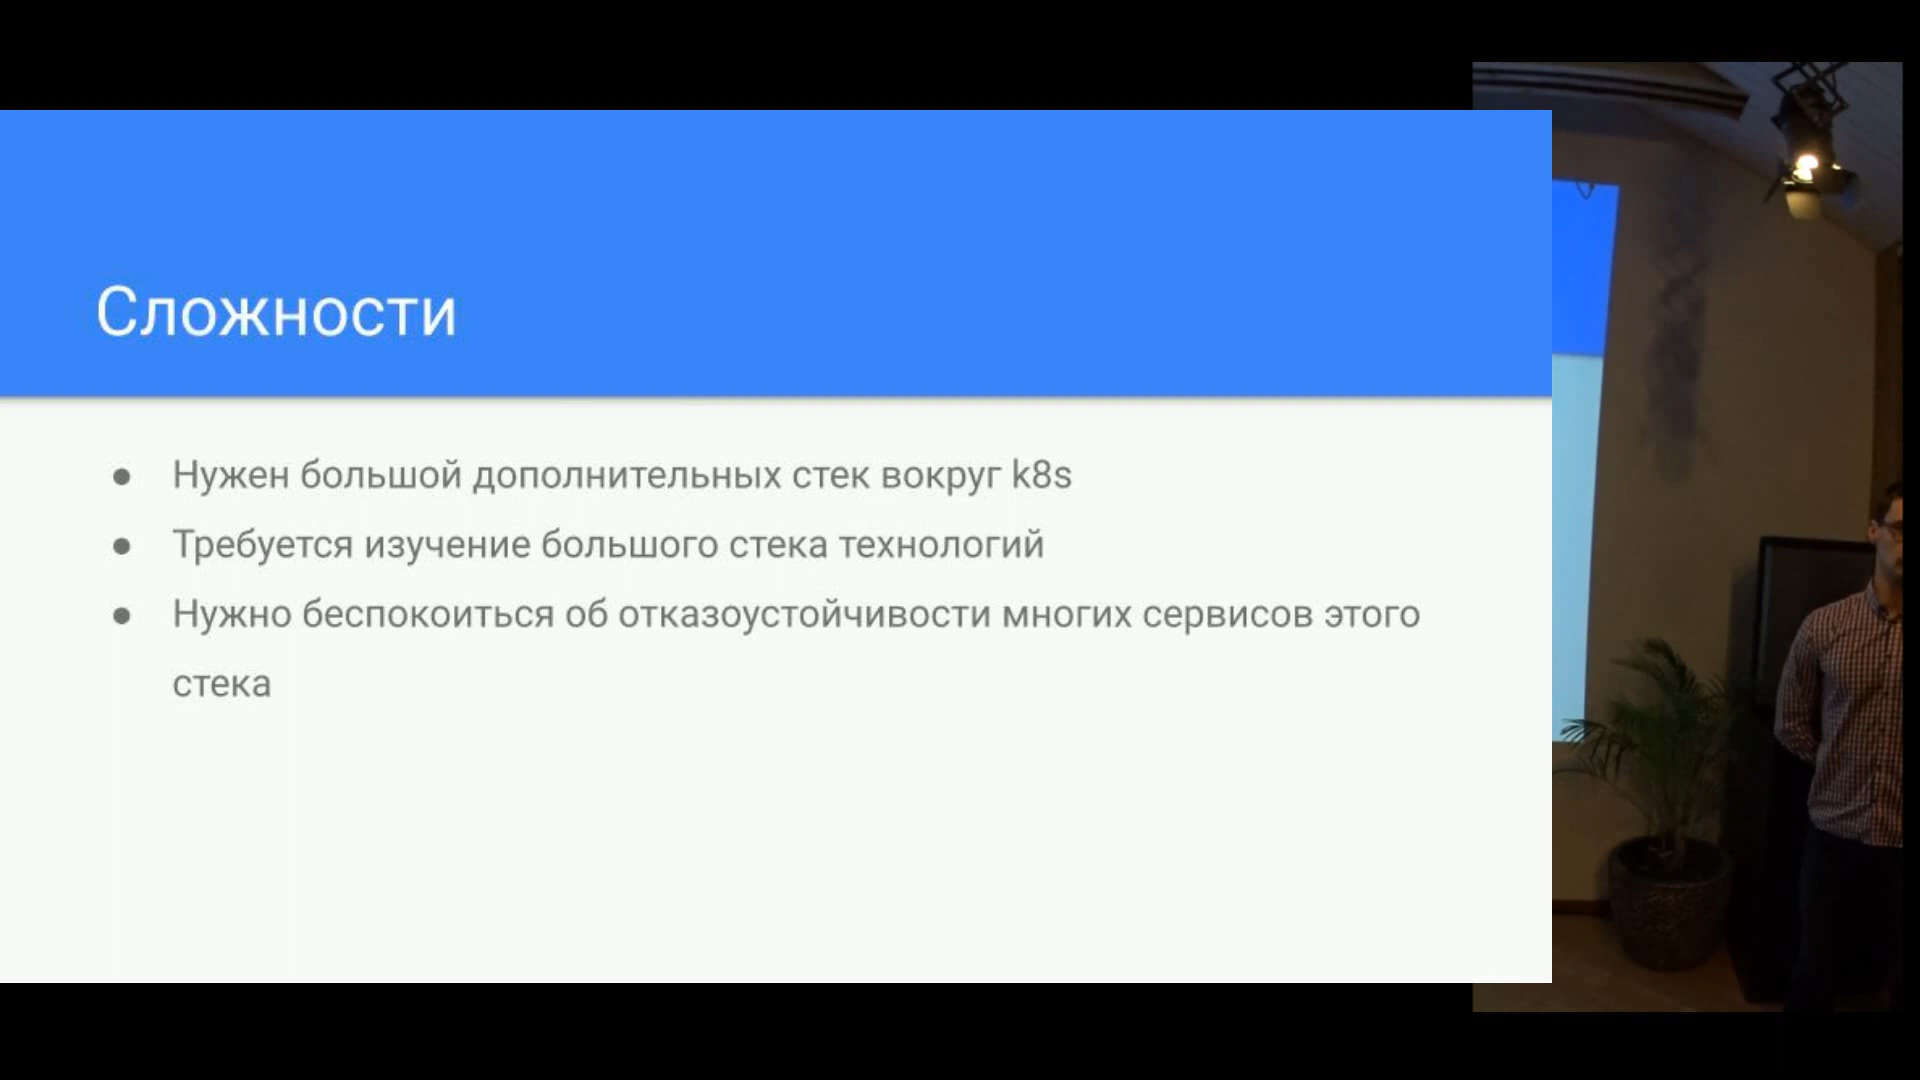 Сложности
● Нужен большой дополнительных стек вокруг k8s
● Требуется изучение большого стека технологий
● Нужно беспокоиться об отказоустойчивости многих сервисов этого
стека